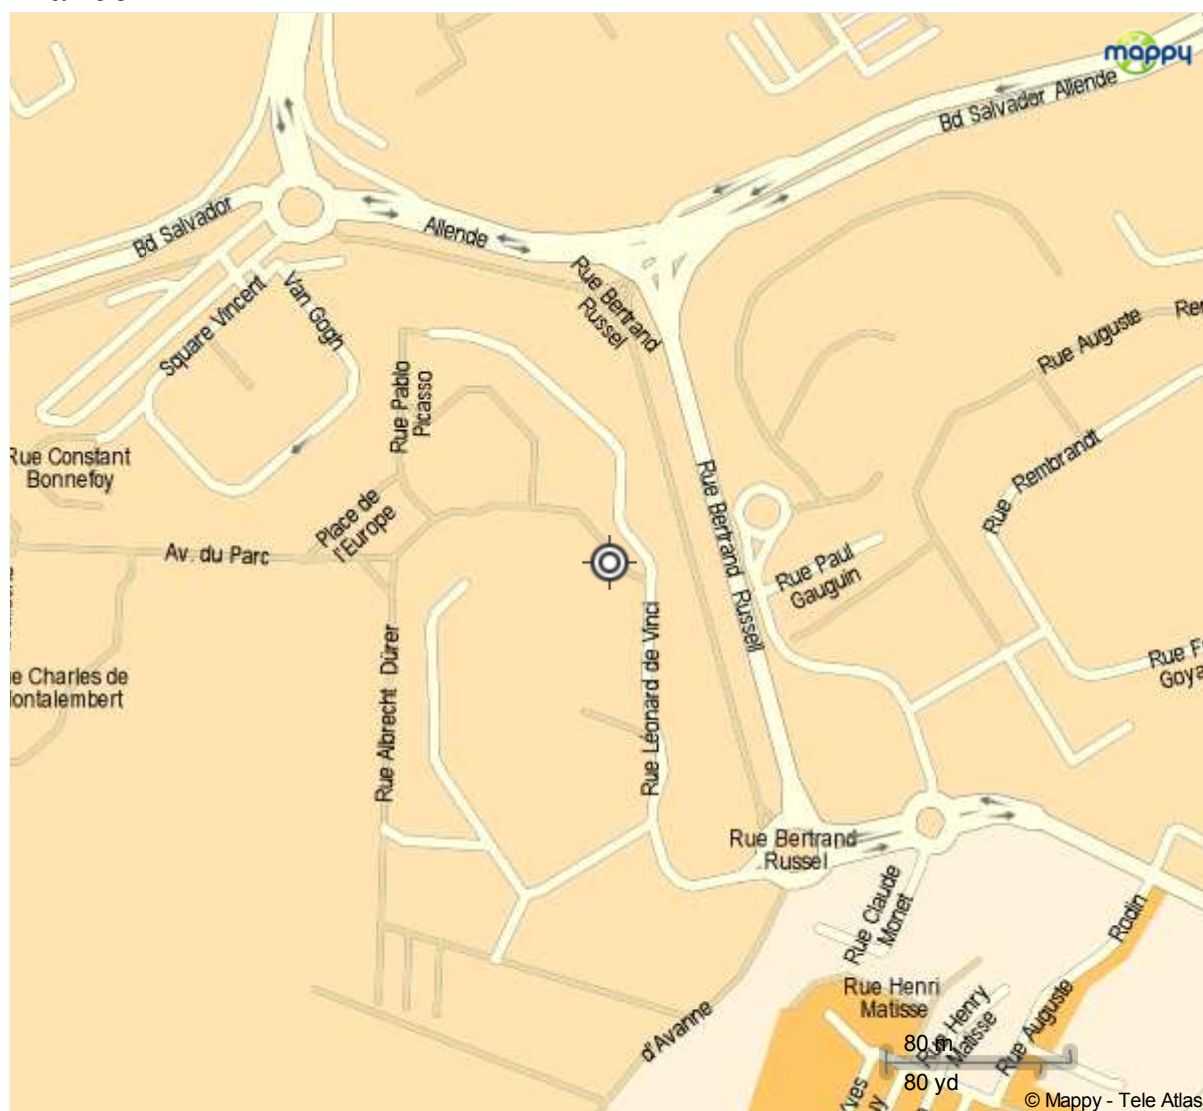 mappy
Bd Salvador Allende
Bd Salvador
Allende
Rue Bertrand
Russel
Square Vincent
Van Gogh
Rue Auguste
Rue Pablo
Picasso
Rue Constant
Bonnefoy
Rue Rembrandt
Rue Bertrand Russell
Place de
l'Europe
Av. du Parc
Rue Paul
Gauguin
Rue Léonard de Vinci
Rue Albrecht Dürer
Charles de
Goya
Rue Bertrand
Russel
Rue Claude
Monet
Rodin
Rue Henri
Matisse
Rue Henry
Matisse
Rue Auguste
d'Avanne
80 m
80 yd
© Mappy - Tele Atlas